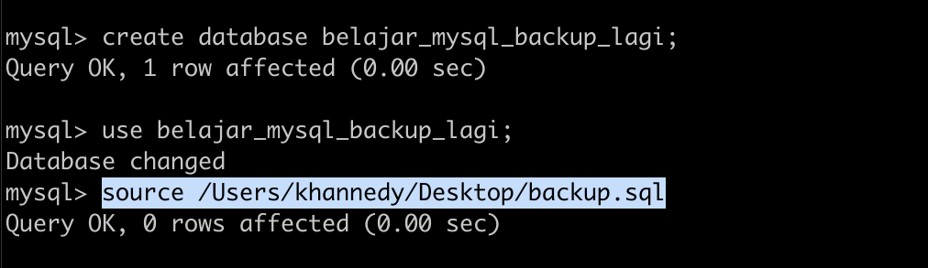 mysql> create database belajar_mysql_backup_lagi;
Query OK, 1 row affected (0.00 sec)
mysql> use belajar_mysql_backup_lagi;
Database changed
mysql> source /Users/khannedy/Desktop/backup.sql
Query OK, 0 rows affected (0.00 sec)